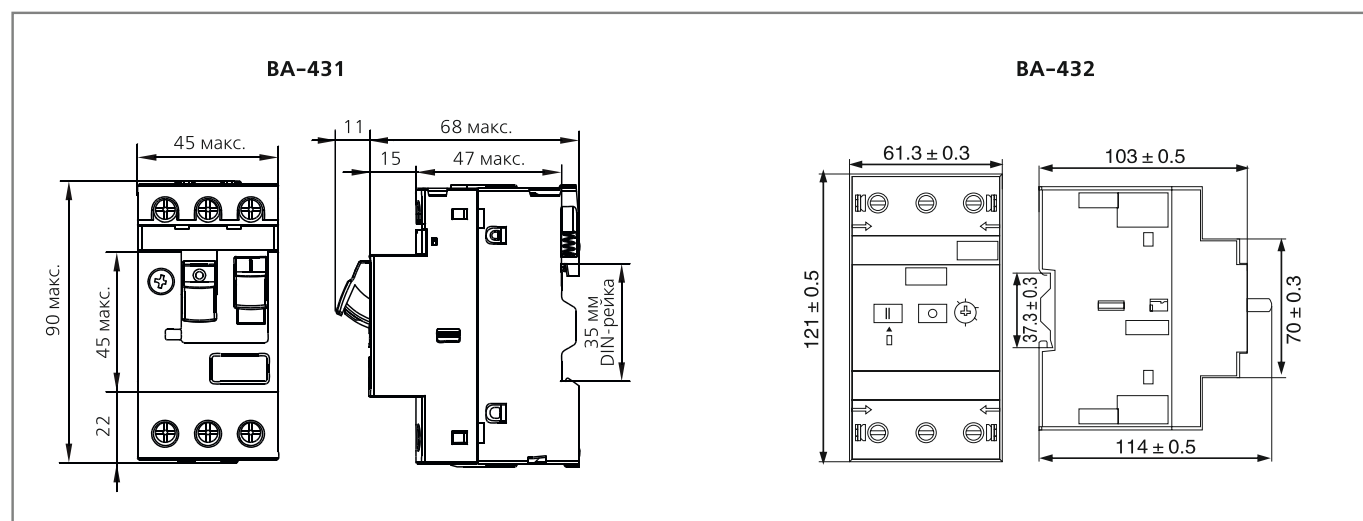 ВА–431
45 макс.
90 макс.
45 макс.
22
11
68 макс.
15
47 макс.
35 мм
DIN-рейка
ВА–432
61.3 ± 0.3
121 ± 0.5
103 ± 0.5
37.3 ± 0.3
70 ± 0.3
114 ± 0.5